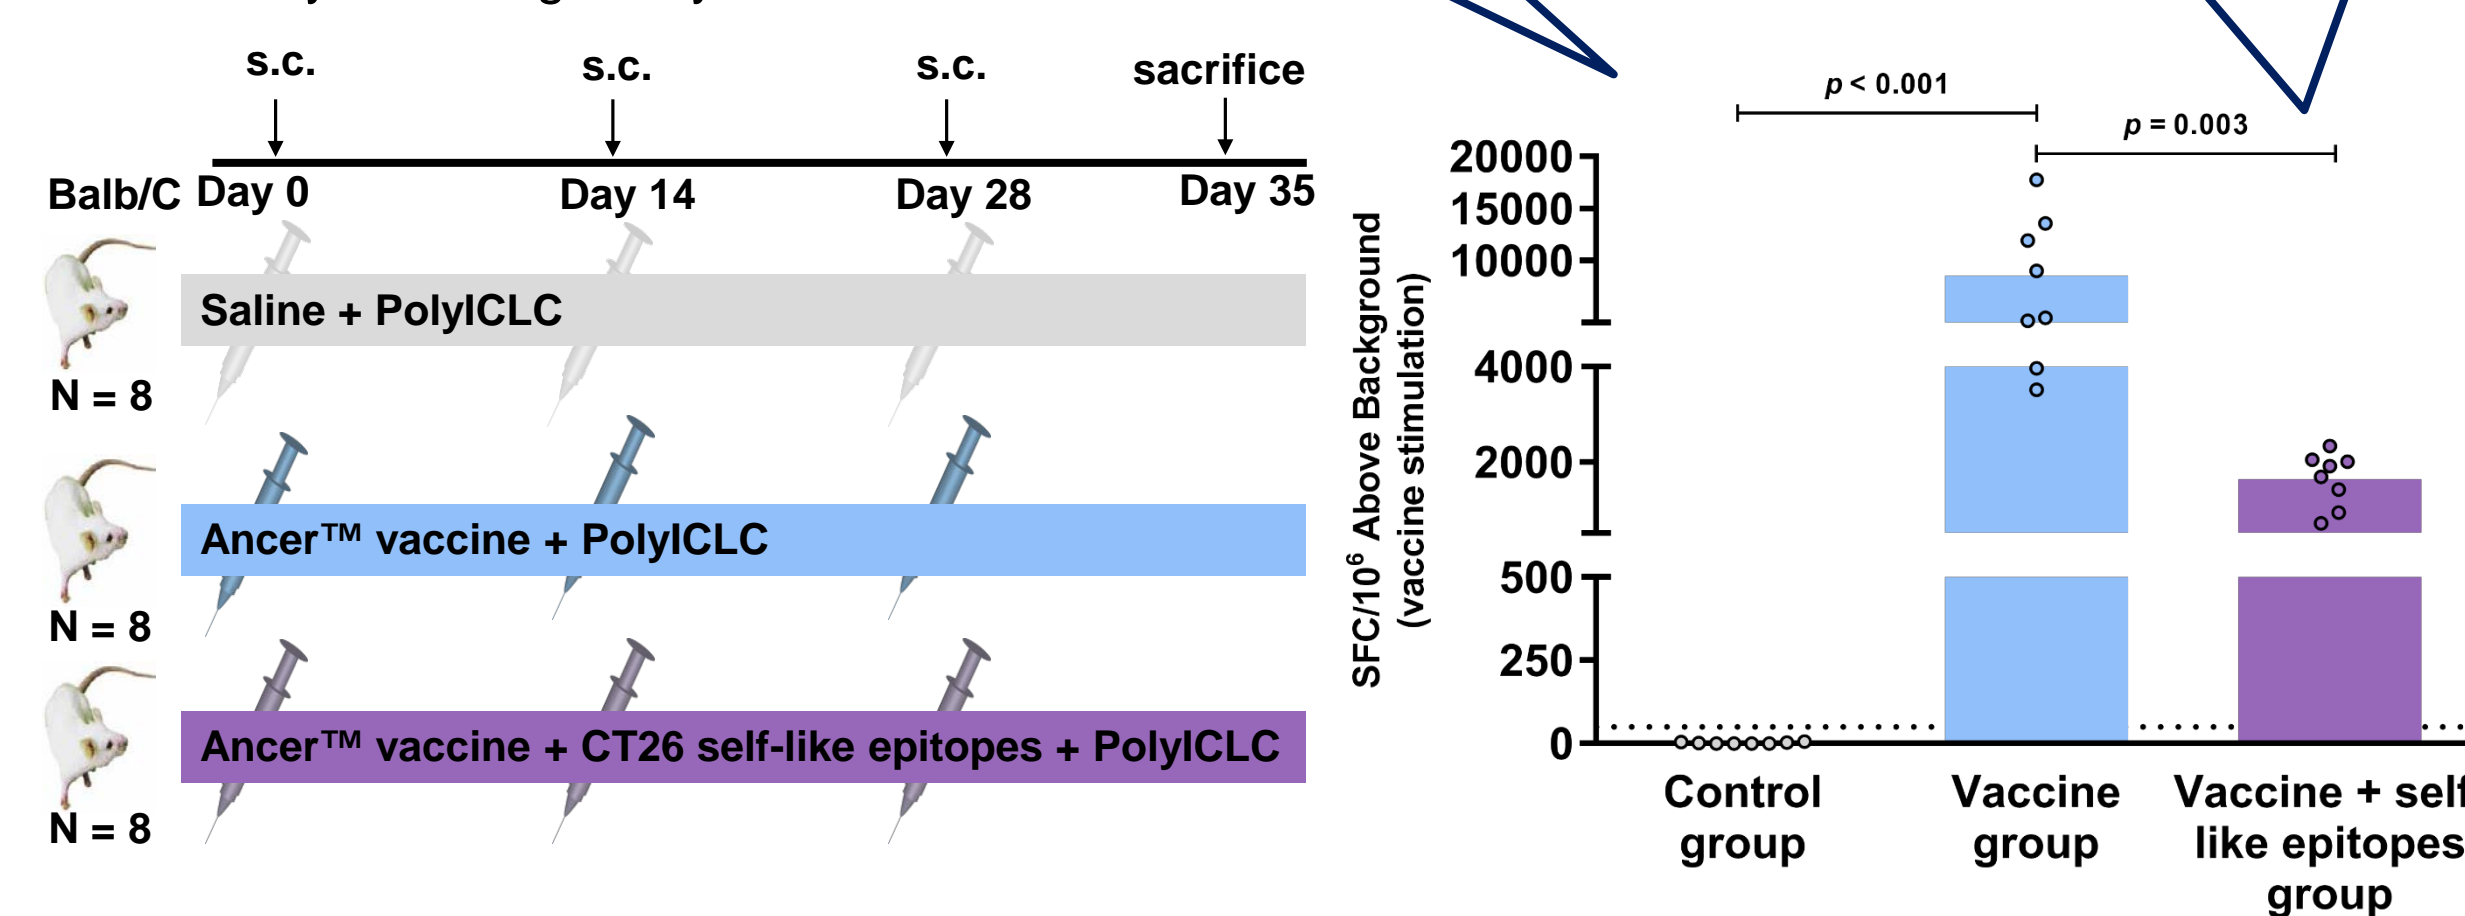 s.c.
s.c.
s.c.
sacrifice
Balb/C
Day 0
Day 14
Day 28
Day 35
Saline + PolyICLC
N = 8
Ancer™ vaccine + PolyICLC
N = 8
Ancer™ vaccine + CT26 self-like epitopes + PolyICLC
N = 8
p < 0.001
p = 0.003
SFC/10⁶ Above Background
(vaccine stimulation)
20000
15000
10000
4000
2000
500
250
0
Control
group
Vaccine
group
Vaccine + self
like epitopes
group